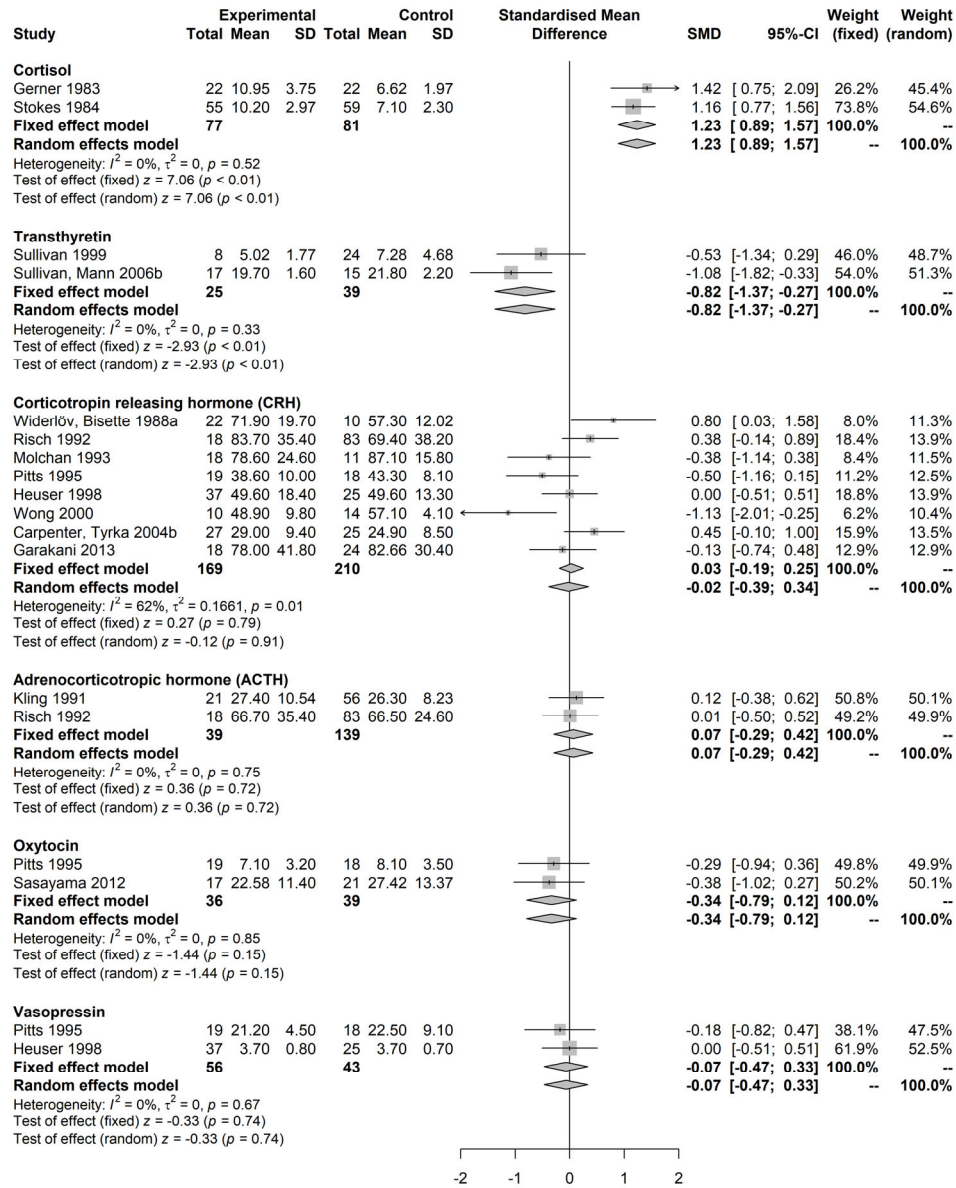 Experimental Control Standardised Mean Weight Weight
Study Total Mean SD Total Mean SD Difference SMD 95%-CI (fixed) (random)
Cortisol
Gerner 1983 22 10.95 3.75 22 6.62 1.97 1.42 [ 0.75; 2.09] 26.2% 45.4%
Stokes 1984 55 10.20 2.97 59 7.10 2.30 1.16 [ 0.77; 1.56] 73.8% 54.6%
Fixed effect model 77 81 1.23 [ 0.89; 1.57] 100.0% --
Random effects model 1.23 [ 0.89; 1.57] -- 100.0%
Heterogeneity: I² = 0%, τ² = 0, p = 0.52
Test of effect (fixed) z = 7.06 (p < 0.01)
Test of effect (random) z = 7.06 (p < 0.01)
Transthyretin
Sullivan 1999 8 5.02 1.77 24 7.28 4.68 -0.53 [-1.34; 0.29] 46.0% 48.7%
Sullivan, Mann 2006b 17 19.70 1.60 15 21.80 2.20 -1.08 [-1.82; -0.33] 54.0% 51.3%
Fixed effect model 25 39 -0.82 [-1.37; -0.27] 100.0% --
Random effects model -0.82 [-1.37; -0.27] -- 100.0%
Heterogeneity: I² = 0%, τ² = 0, p = 0.33
Test of effect (fixed) z = -2.93 (p < 0.01)
Test of effect (random) z = -2.93 (p < 0.01)
Corticotropin releasing hormone (CRH)
Widerlöv, Bisette 1988a 22 71.90 19.70 10 57.30 12.02 0.80 [ 0.03; 1.58] 8.0% 11.3%
Risch 1992 18 83.70 35.40 83 69.40 38.20 0.38 [-0.14; 0.89] 18.4% 13.9%
Molchan 1993 18 78.60 24.60 11 87.10 15.80 -0.38 [-1.14; 0.38] 8.4% 11.5%
Pitts 1995 19 38.60 10.00 18 43.30 8.10 -0.50 [-1.16; 0.15] 11.2% 12.5%
Heuser 1998 37 49.60 18.40 25 49.60 13.30 0.00 [-0.51; 0.51] 18.8% 13.9%
Wong 2000 10 48.90 9.80 14 57.10 4.10 -1.13 [-2.01; -0.25] 6.2% 10.4%
Carpenter, Tyrka 2004b 27 29.00 9.40 25 24.90 8.50 0.45 [-0.10; 1.00] 15.9% 13.5%
Garakani 2013 18 78.00 41.80 24 82.66 30.40 -0.13 [-0.74; 0.48] 12.9% 12.9%
Fixed effect model 169 210 0.03 [-0.19; 0.25] 100.0% --
Random effects model -0.02 [-0.39; 0.34] -- 100.0%
Heterogeneity: I² = 62%, τ² = 0.1661, p = 0.01
Test of effect (fixed) z = 0.27 (p = 0.79)
Test of effect (random) z = -0.12 (p = 0.91)
Adrenocorticotropic hormone (ACTH)
Kling 1991 21 27.40 10.54 56 26.30 8.23 0.12 [-0.38; 0.62] 50.8% 50.1%
Risch 1992 18 66.70 35.40 83 66.50 24.60 0.01 [-0.50; 0.52] 49.2% 49.9%
Fixed effect model 39 139 0.07 [-0.29; 0.42] 100.0% --
Random effects model 0.07 [-0.29; 0.42] -- 100.0%
Heterogeneity: I² = 0%, τ² = 0, p = 0.75
Test of effect (fixed) z = 0.36 (p = 0.72)
Test of effect (random) z = 0.36 (p = 0.72)
Oxytocin
Pitts 1995 19 7.10 3.20 18 8.10 3.50 -0.29 [-0.94; 0.36] 49.8% 49.9%
Sasayama 2012 17 22.58 11.40 21 27.42 13.37 -0.38 [-1.02; 0.27] 50.2% 50.1%
Fixed effect model 36 39 -0.34 [-0.79; 0.12] 100.0% --
Random effects model -0.34 [-0.79; 0.12] -- 100.0%
Heterogeneity: I² = 0%, τ² = 0, p = 0.85
Test of effect (fixed) z = -1.44 (p = 0.15)
Test of effect (random) z = -1.44 (p = 0.15)
Vasopressin
Pitts 1995 19 21.20 4.50 18 22.50 9.10 -0.18 [-0.82; 0.47] 38.1% 47.5%
Heuser 1998 37 3.70 0.80 25 3.70 0.70 0.00 [-0.51; 0.51] 61.9% 52.5%
Fixed effect model 56 43 -0.07 [-0.47; 0.33] 100.0% --
Random effects model -0.07 [-0.47; 0.33] -- 100.0%
Heterogeneity: I² = 0%, τ² = 0, p = 0.67
Test of effect (fixed) z = -0.33 (p = 0.74)
Test of effect (random) z = -0.33 (p = 0.74)
-2 -1 0 1 2